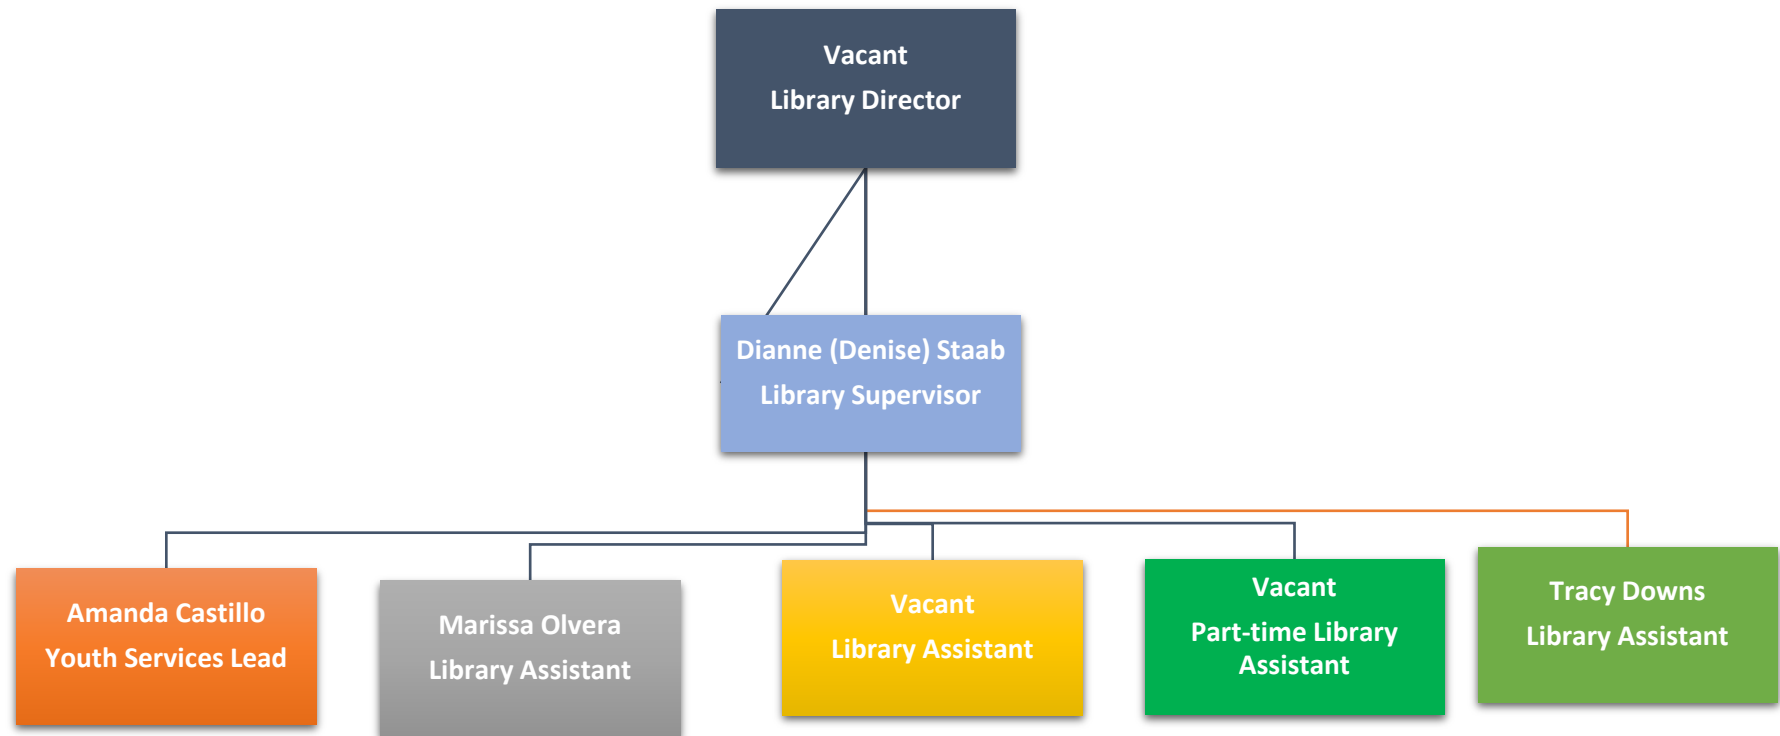 Vacant
Library Director
Dianne (Denise) Staab
Library Supervisor
Amanda Castillo
Youth Services Lead
Marissa Olvera
Library Assistant
Vacant
Library Assistant
Vacant
Part-time Library
Assistant
Tracy Downs
Library Assistant